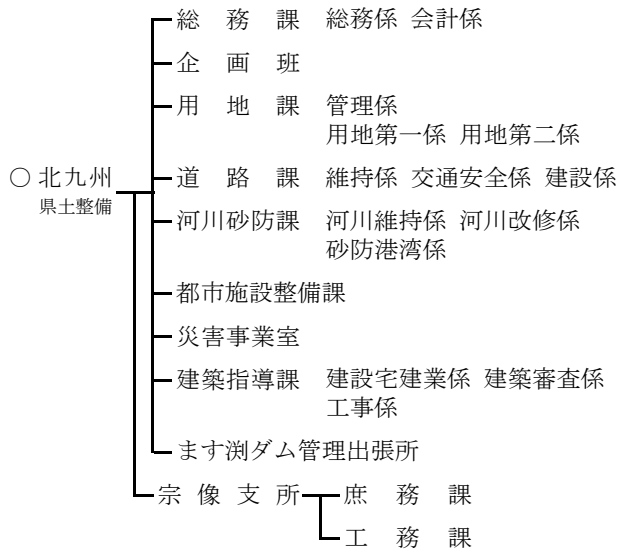 総務課 総務係 会計係
企画班
用地課 管理係
用地第一係 用地第二係
○北九州
県土整備
道路課 維持係 交通安全係 建設係
河川砂防課 河川維持係 河川改修係
砂防港湾係
都市施設整備課
災害事業室
建築指導課 建設宅建業係 建築審査係
工事係
ます渕ダム管理出張所
宗像支所 庶務課
工務課